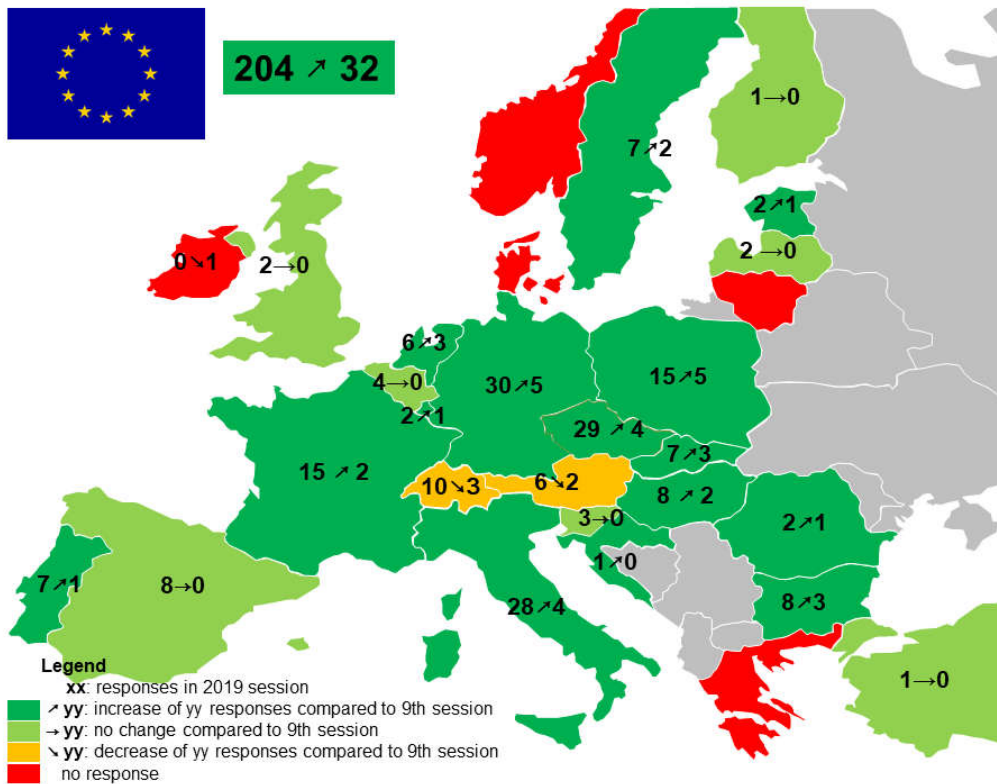 204 ↗ 32
1→0
7↗2
2↗1
2→0
0↘1
2→0
6↗3
4→0
30↗5
15↗5
2↗1
29 ↗ 4
7↗3
15 ↗ 2
10↘3
6↘2
8 ↗ 2
3→0
2↗1
1↗0
7↗1
8→0
28↗4
8↗3
1→0
Legend
xx: responses in 2019 session
↗ yy: increase of yy responses compared to 9th session
→ yy: no change compared to 9th session
↘ yy: decrease of yy responses compared to 9th session
no response